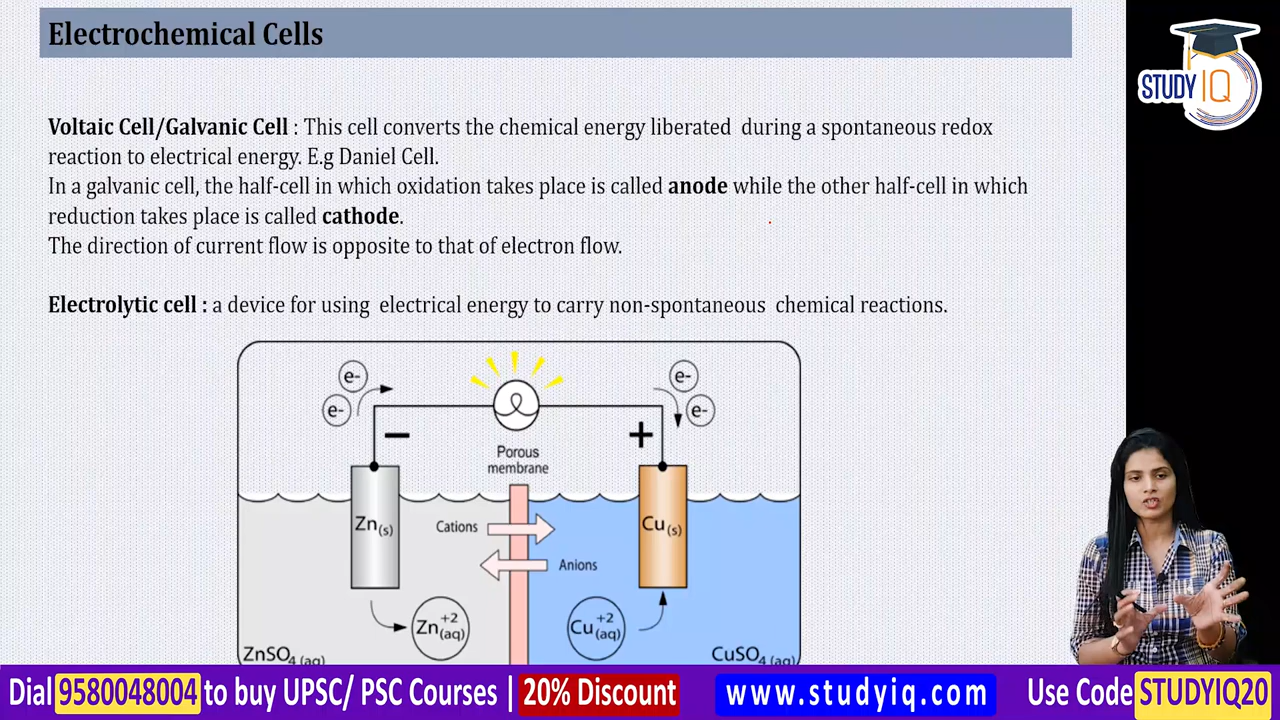 Electrochemical Cells
STUDY IQ
Voltaic Cell/Galvanic Cell : This cell converts the chemical energy liberated during a spontaneous redox
reaction to electrical energy. E.g Daniel Cell.
In a galvanic cell, the half-cell in which oxidation takes place is called anode while the other half-cell in which
reduction takes place is called cathode.
The direction of current flow is opposite to that of electron flow.
Electrolytic cell : a device for using electrical energy to carry non-spontaneous chemical reactions.
e-
e-
e-
e-
−
+
Porous
membrane
Zn(s)
Cations
Cu(s)
Anions
Zn+2(aq)
Cu+2(aq)
ZnSO4 (aq)
CuSO4 (aq)
Dial 9580048004 to buy UPSC/ PSC Courses | 20% Discount
www.studyiq.com
Use Code STUDYIQ20